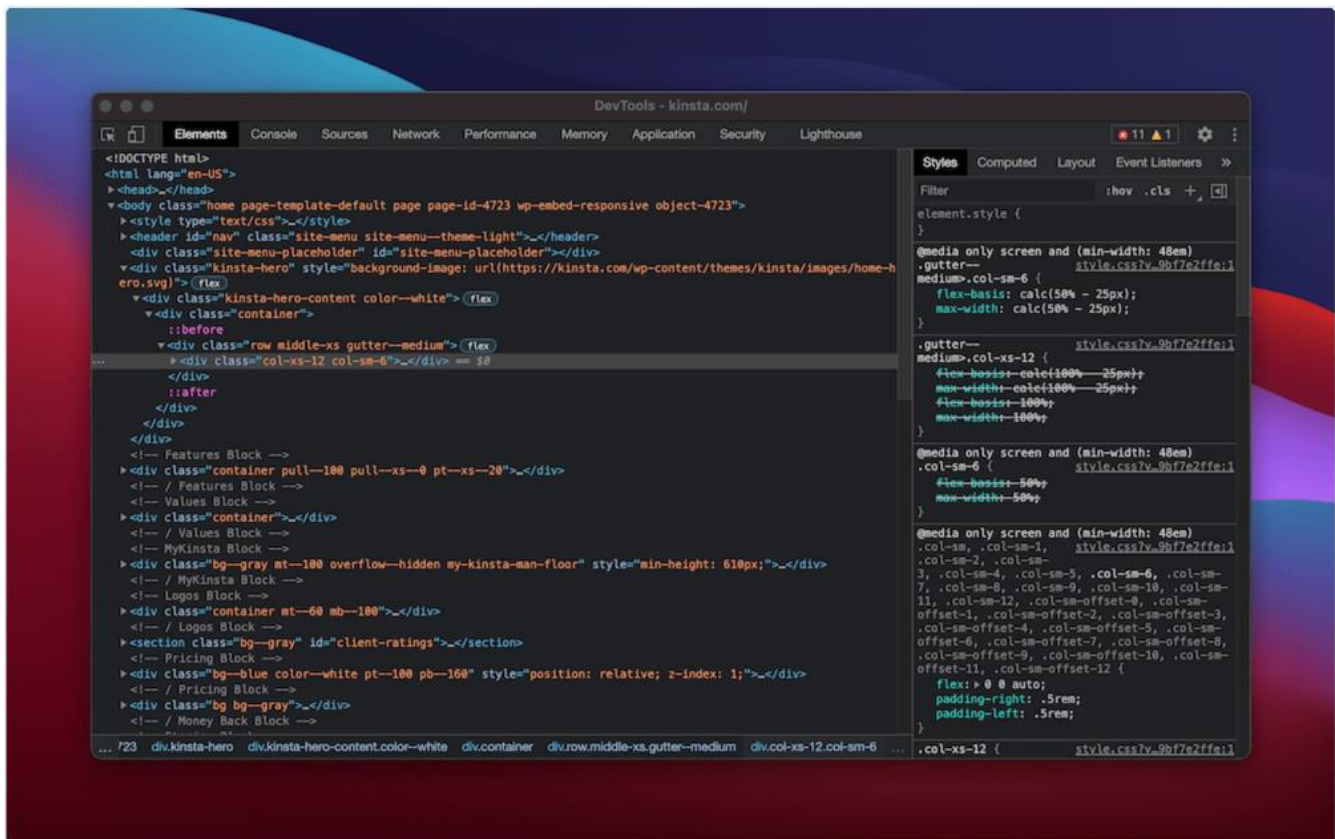 DevTools - kinsta.com/
Elements Console Sources Network Performance Memory Application Security Lighthouse 11 1
<!DOCTYPE html>
<html lang="en-US">
<head>…</head>
<body class="home page-template-default page page-id-4723 wp-embed-responsive object-4723">
<style type="text/css">…</style>
<header id="nav" class="site-menu site-menu--theme-light">…</header>
<div class="site-menu-placeholder" id="site-menu-placeholder"></div>
<div class="kinsta-hero" style="background-image: url(https://kinsta.com/wp-content/themes/kinsta/images/home-h
ero.svg)"> flex
<div class="kinsta-hero-content color--white"> flex
<div class="container">
::before
<div class="row middle-xs gutter--medium"> flex
... <div class="col-xs-12 col-sm-6">…</div> == $0
</div>
::after
</div>
</div>
</div>
<!-- Features Block -->
<div class="container pull--100 pull--xs--0 pt--xs--20">…</div>
<!-- / Features Block -->
<!-- Values Block -->
<div class="container">…</div>
<!-- / Values Block -->
<!-- MyKinsta Block -->
<div class="bg--gray mt--100 overflow--hidden my-kinsta-man-floor" style="min-height: 610px;">…</div>
<!-- / MyKinsta Block -->
<!-- Logos Block -->
<div class="container mt--60 mb--100">…</div>
<!-- / Logos Block -->
<section class="bg--gray" id="client-ratings">…</section>
<!-- Pricing Block -->
<div class="bg--blue color--white pt--100 pb--160" style="position: relative; z-index: 1;">…</div>
<!-- / Pricing Block -->
<div class="bg bg--gray">…</div>
<!-- / Money Back Block -->
... 723 div.kinsta-hero div.kinsta-hero-content.color--white div.container div.row.middle-xs.gutter--medium div.col-xs-12.col-sm-6 ...
Styles Computed Layout Event Listeners »
Filter :hov .cls +
element.style {
}
@media only screen and (min-width: 48em)
.gutter-- style.css?v…9bf7e2ffe:1
medium>.col-sm-6 {
flex-basis: calc(50% - 25px);
max-width: calc(50% - 25px);
}
.gutter-- style.css?v…9bf7e2ffe:1
medium>.col-xs-12 {
flex-basis: calc(100% - 25px);
max-width: calc(100% - 25px);
flex-basis: 100%;
max-width: 100%;
}
@media only screen and (min-width: 48em)
.col-sm-6 { style.css?v…9bf7e2ffe:1
flex-basis: 50%;
max-width: 50%;
}
@media only screen and (min-width: 48em)
.col-sm, .col-sm-1, style.css?v…9bf7e2ffe:1
.col-sm-2, .col-sm-
3, .col-sm-4, .col-sm-5, .col-sm-6, .col-sm-
7, .col-sm-8, .col-sm-9, .col-sm-10, .col-sm-
11, .col-sm-12, .col-sm-offset-0, .col-sm-
offset-1, .col-sm-offset-2, .col-sm-offset-3,
.col-sm-offset-4, .col-sm-offset-5, .col-sm-
offset-6, .col-sm-offset-7, .col-sm-offset-8,
.col-sm-offset-9, .col-sm-offset-10, .col-sm-
offset-11, .col-sm-offset-12 {
flex: 0 0 auto;
padding-right: .5rem;
padding-left: .5rem;
}
.col-xs-12 { style.css?v…9bf7e2ffe:1